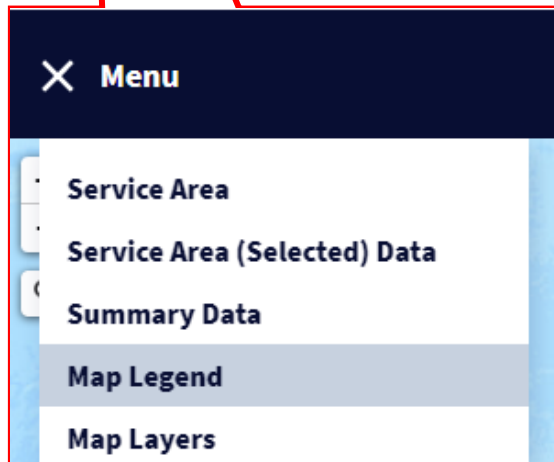 Menu
Service Area
Service Area (Selected) Data
Summary Data
Map Legend
Map Layers